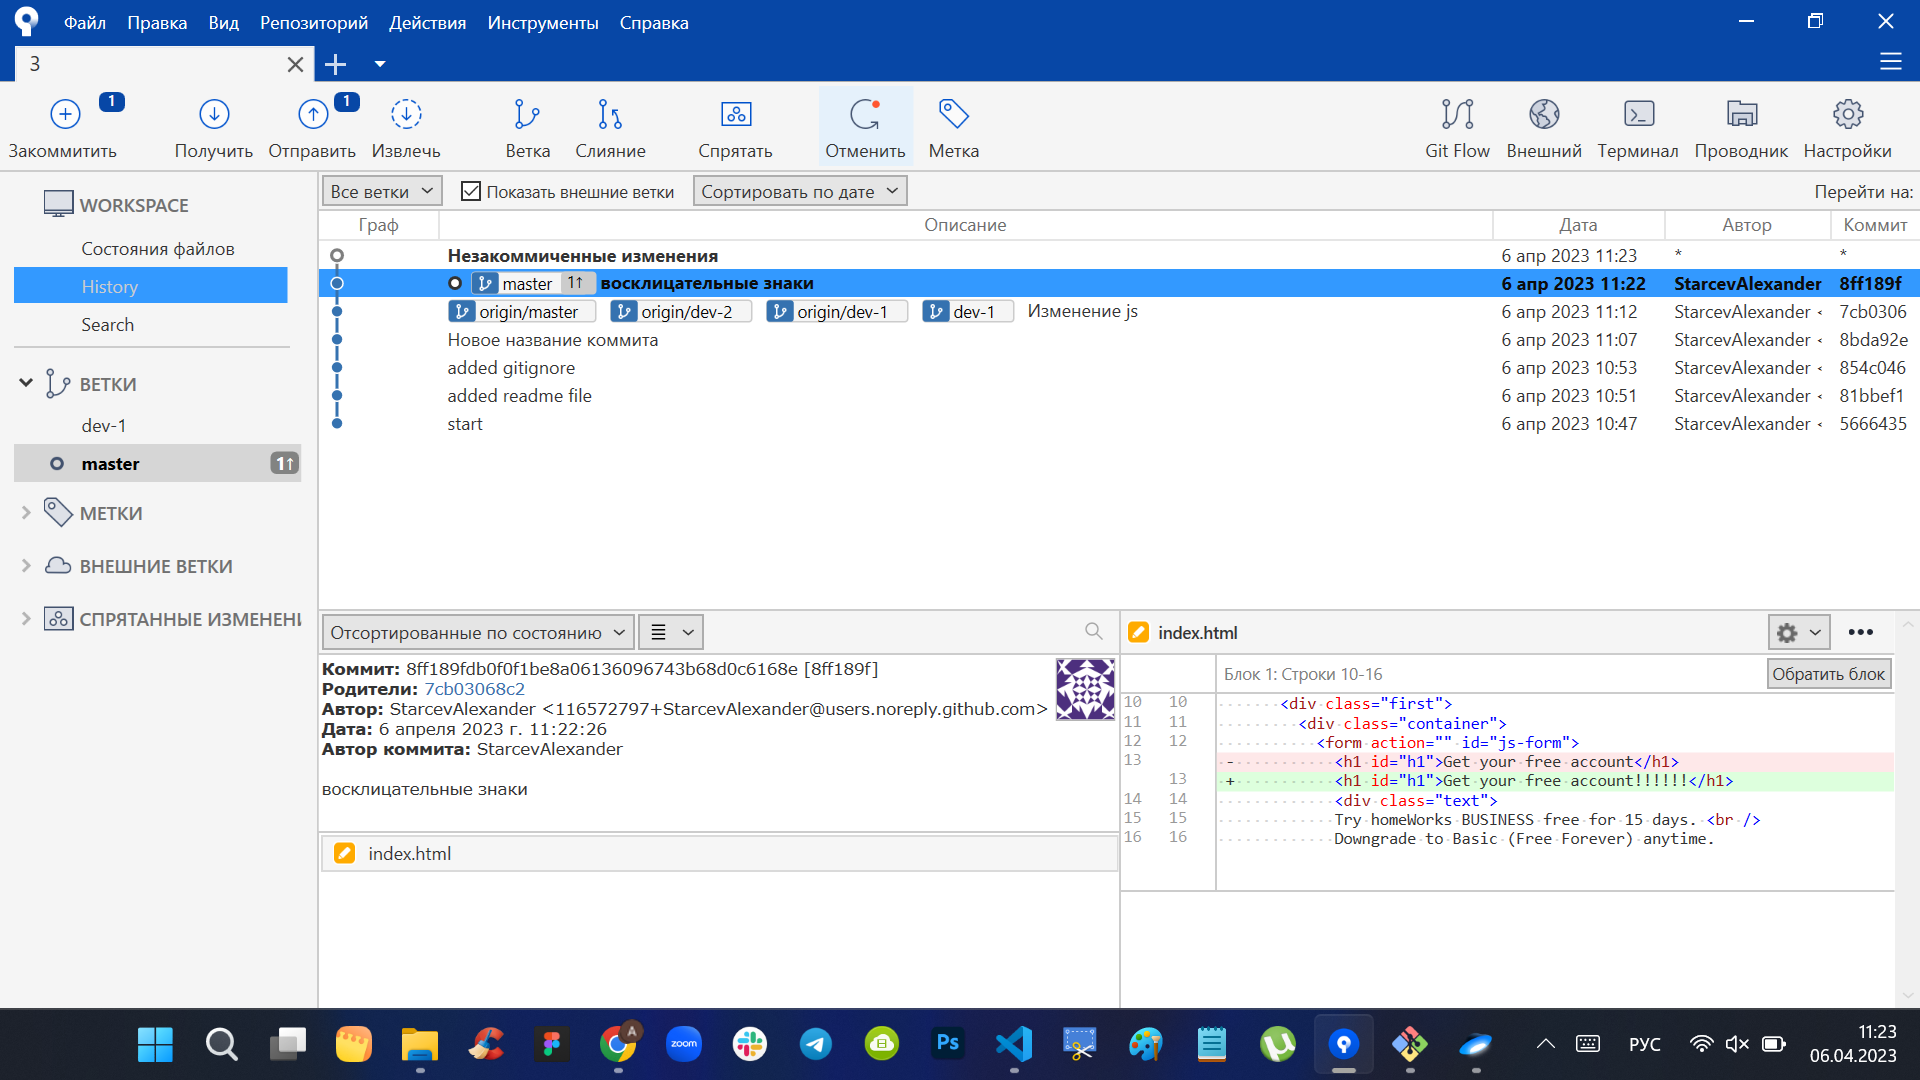 Файл Правка Вид Репозиторий Действия Инструменты Справка
3
1 1
Закоммитить Получить Отправить Извлечь Ветка Слияние Спрятать Отменить Метка Git Flow Внешний Терминал Проводник Настройки
WORKSPACE
Состояния файлов
History
Search
ВЕТКИ
dev-1
master 1↑
МЕТКИ
ВНЕШНИЕ ВЕТКИ
СПРЯТАННЫЕ ИЗМЕНЕНИ
Все ветки Показать внешние ветки Сортировать по дате Перейти на:
Граф Описание Дата Автор Коммит
Незакоммиченные изменения 6 апр 2023 11:23 * *
master 1↑ восклицательные знаки 6 апр 2023 11:22 StarcevAlexander 8ff189f
origin/master origin/dev-2 origin/dev-1 dev-1 Изменение js 6 апр 2023 11:12 StarcevAlexander < 7cb0306
Новое название коммита 6 апр 2023 11:07 StarcevAlexander < 8bda92e
added gitignore 6 апр 2023 10:53 StarcevAlexander < 854c046
added readme file 6 апр 2023 10:51 StarcevAlexander < 81bbef1
start 6 апр 2023 10:47 StarcevAlexander < 5666435
Отсортированные по состоянию
Коммит: 8ff189fdb0f0f1be8a06136096743b68d0c6168e [8ff189f]
Родители: 7cb03068c2
Автор: StarcevAlexander <116572797+StarcevAlexander@users.noreply.github.com>
Дата: 6 апреля 2023 г. 11:22:26
Автор коммита: StarcevAlexander
восклицательные знаки
index.html
index.html
Блок 1: Строки 10-16 Обратить блок
10 10 <div class="first">
11 11 <div class="container">
12 12 <form action="" id="js-form">
13 - <h1 id="h1">Get your free account</h1>
13 + <h1 id="h1">Get your free account!!!!!!</h1>
14 14 <div class="text">
15 15 Try homeWorks BUSINESS free for 15 days. <br />
16 16 Downgrade to Basic (Free Forever) anytime.
A zoom Ps РУС 11:23
06.04.2023